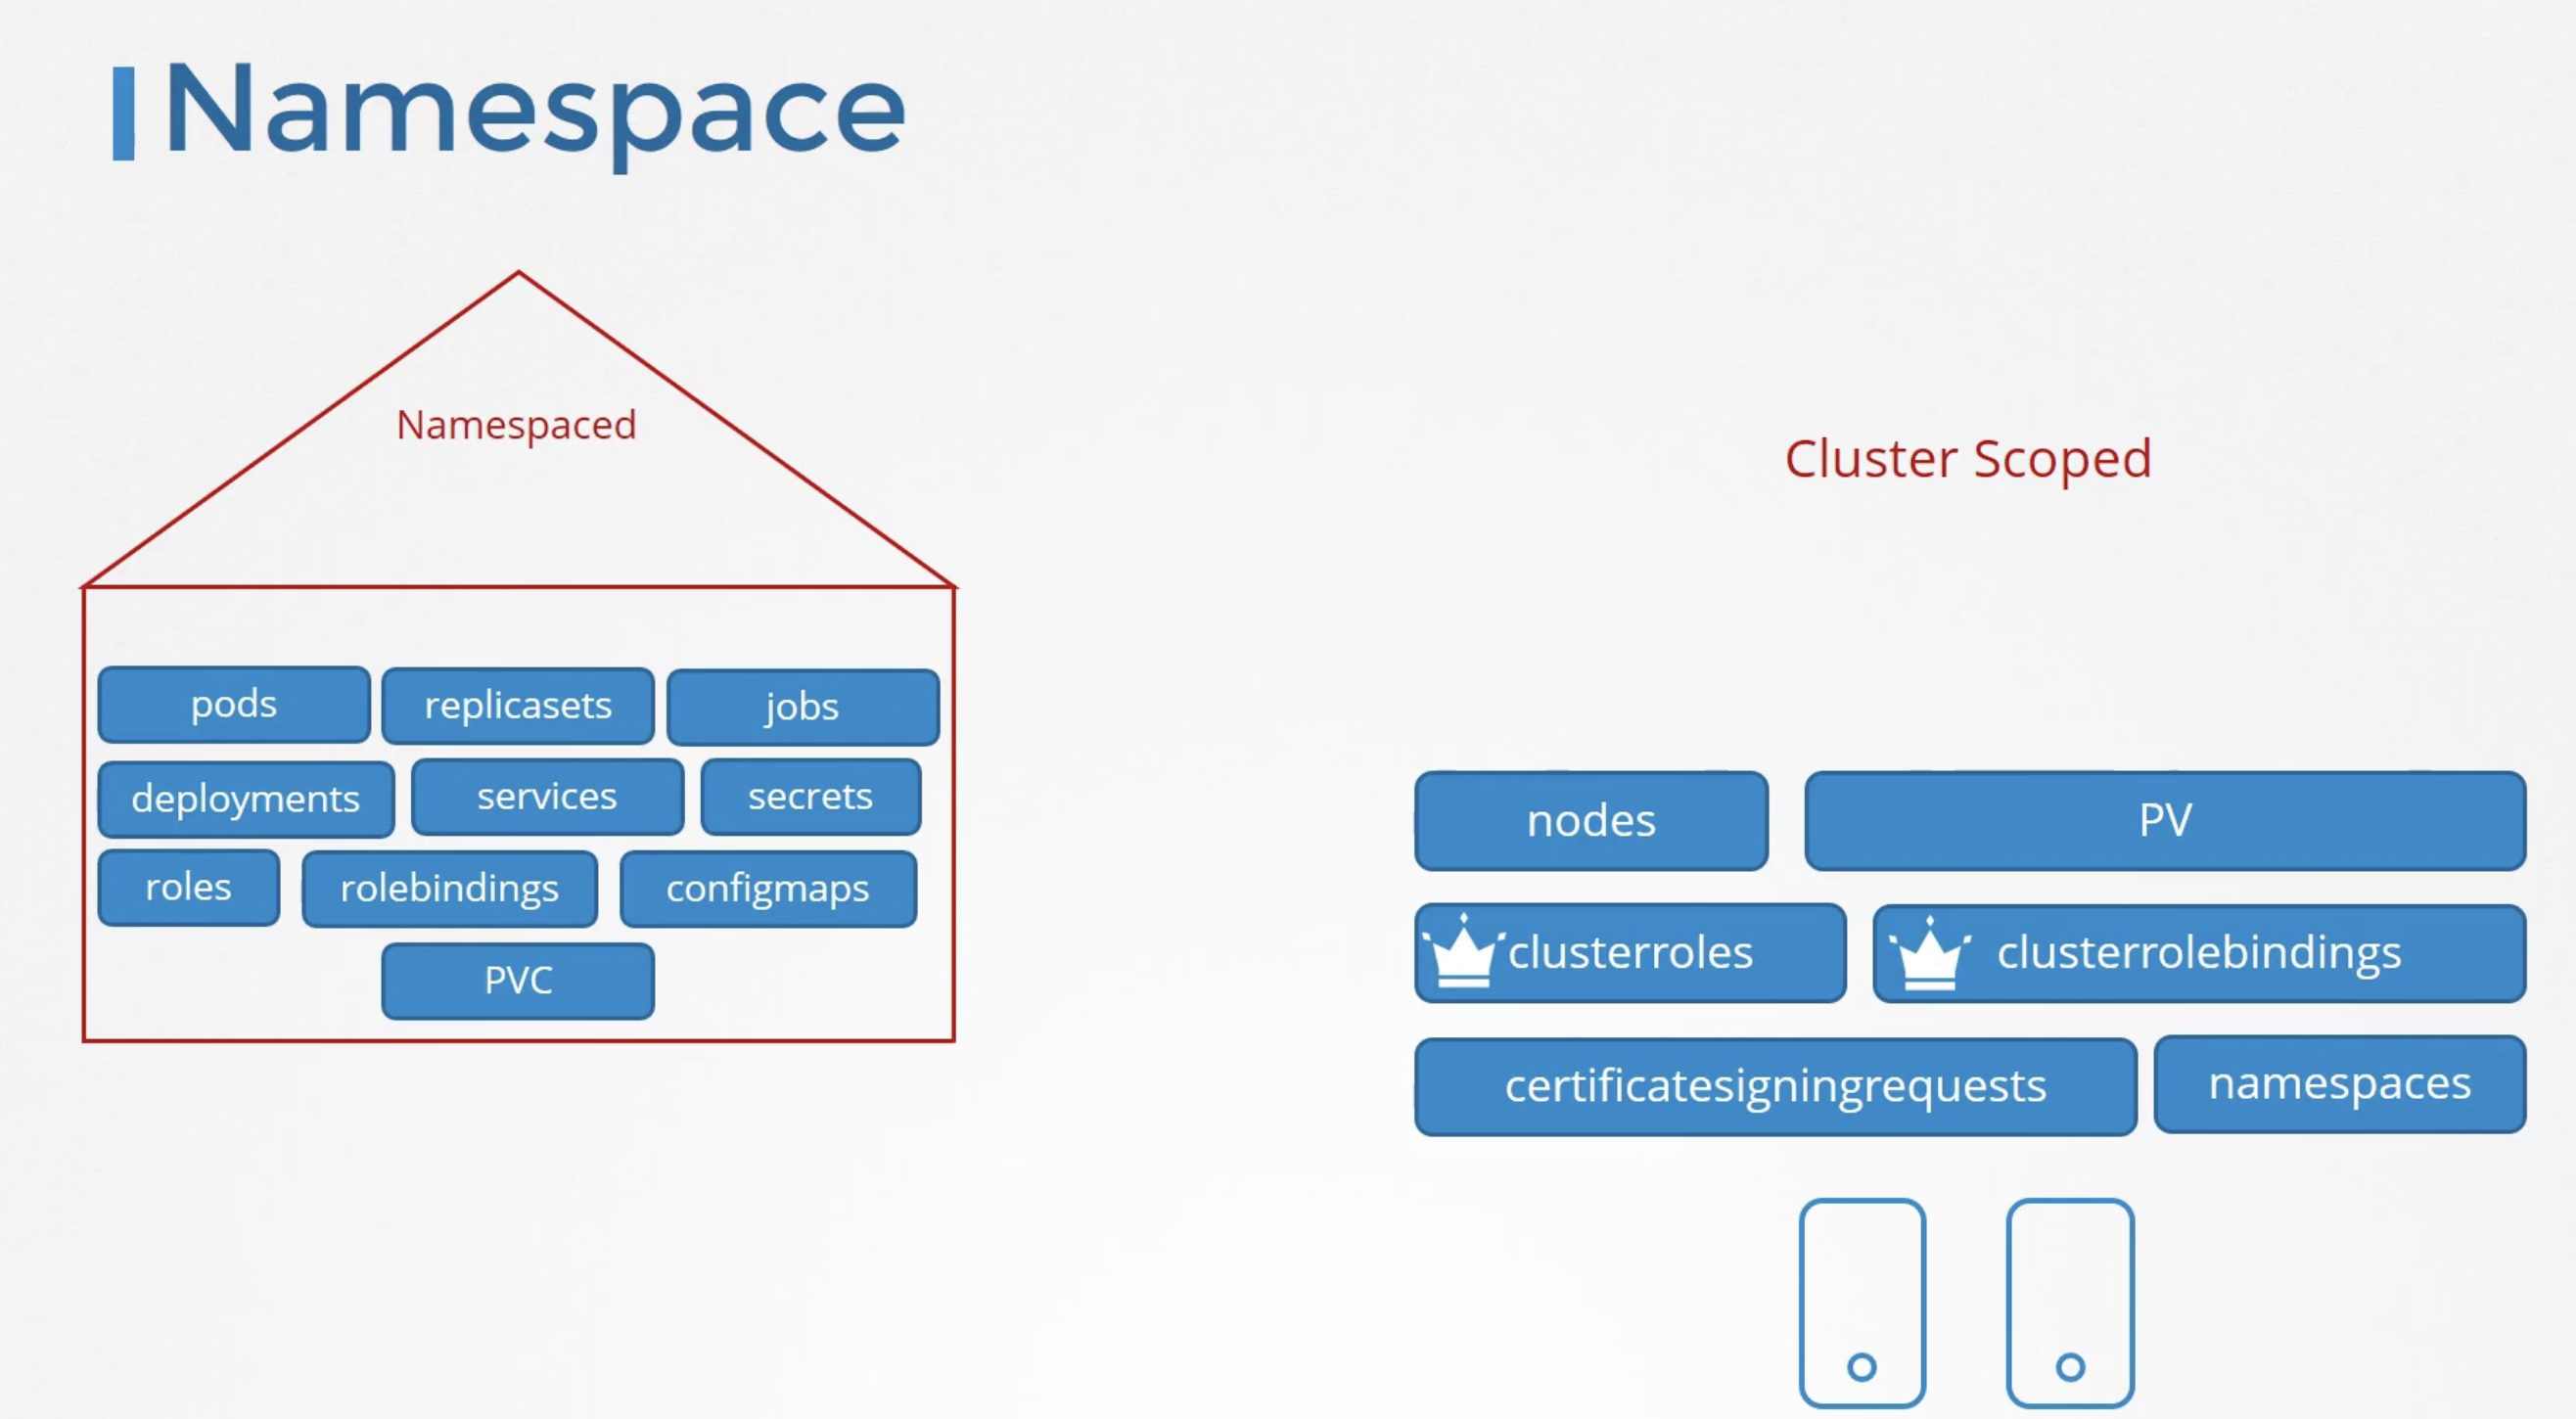 Namespace
Namespaced
pods
replicasets
jobs
deployments
services
secrets
roles
rolebindings
configmaps
PVC
Cluster Scoped
nodes
PV
clusterroles
clusterrolebindings
certificatesigningrequests
namespaces